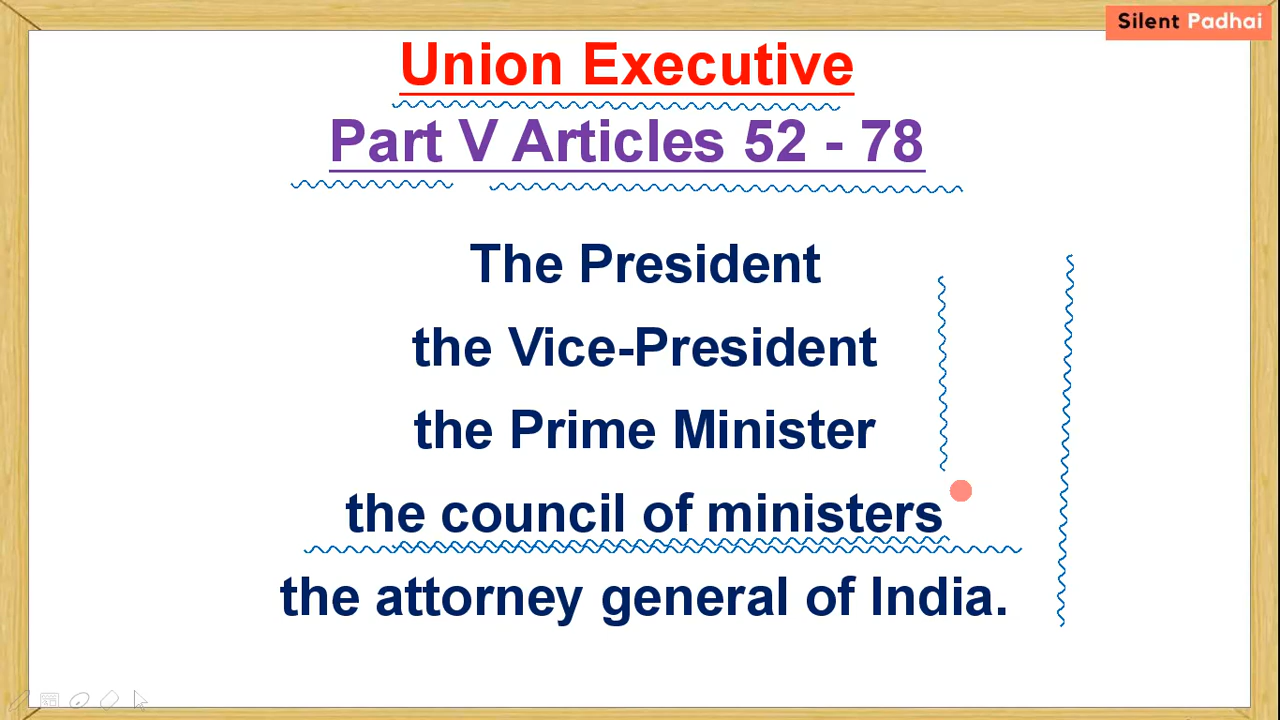 Silent Padhai
Union Executive
Part V Articles 52 - 78
The President
the Vice-President
the Prime Minister
the council of ministers
the attorney general of India.